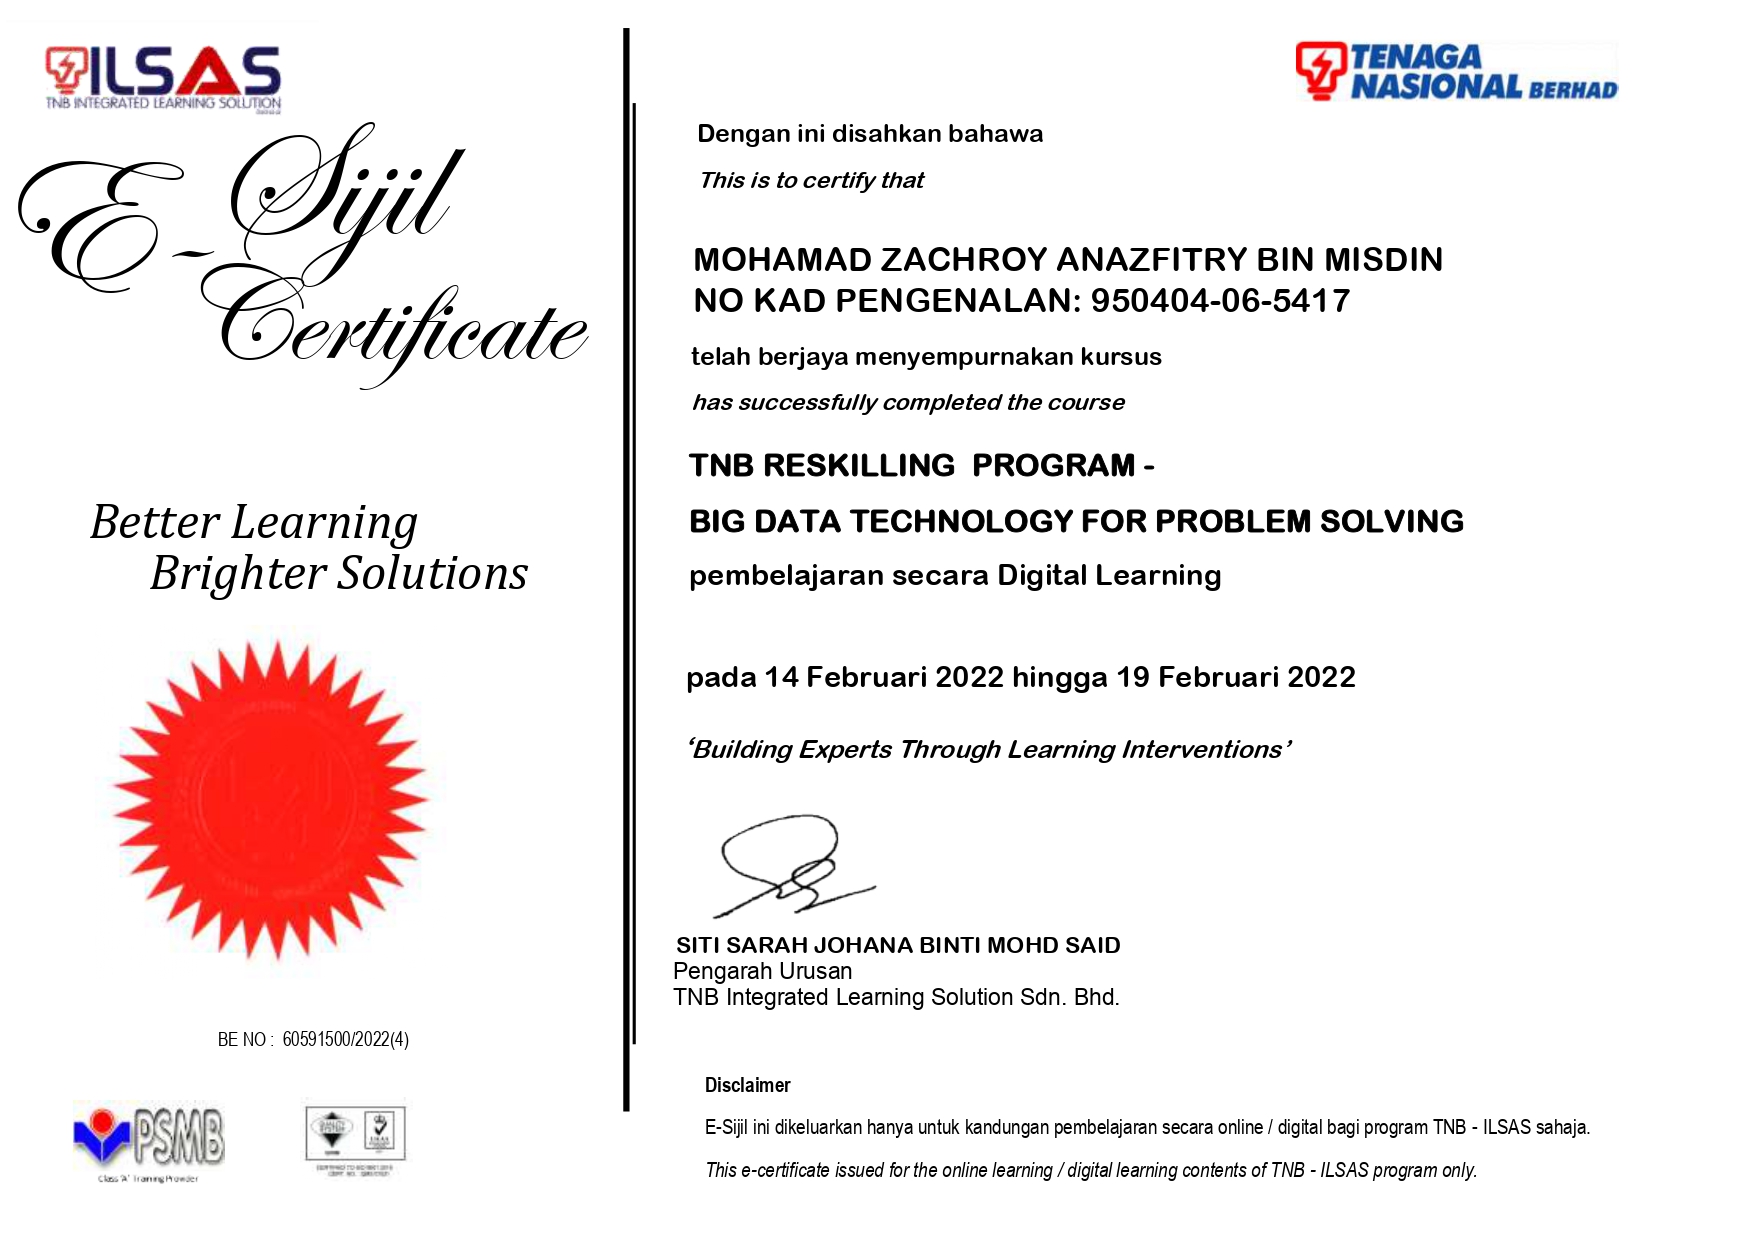 ILSAS
TNB INTEGRATED LEARNING SOLUTION
E-Sijil
Certificate
Better Learning
Brighter Solutions
BE NO : 60591500/2022(4)
PSMB
Class 'A' Training Provider
TENAGA
NASIONAL BERHAD
Dengan ini disahkan bahawa
This is to certify that
MOHAMAD ZACHROY ANAZFITRY BIN MISDIN
NO KAD PENGENALAN: 950404-06-5417
telah berjaya menyempurnakan kursus
has successfully completed the course
TNB RESKILLING PROGRAM -
BIG DATA TECHNOLOGY FOR PROBLEM SOLVING
pembelajaran secara Digital Learning
pada 14 Februari 2022 hingga 19 Februari 2022
‘Building Experts Through Learning Interventions’
SITI SARAH JOHANA BINTI MOHD SAID
Pengarah Urusan
TNB Integrated Learning Solution Sdn. Bhd.
Disclaimer
E-Sijil ini dikeluarkan hanya untuk kandungan pembelajaran secara online / digital bagi program TNB - ILSAS sahaja.
This e-certificate issued for the online learning / digital learning contents of TNB - ILSAS program only.